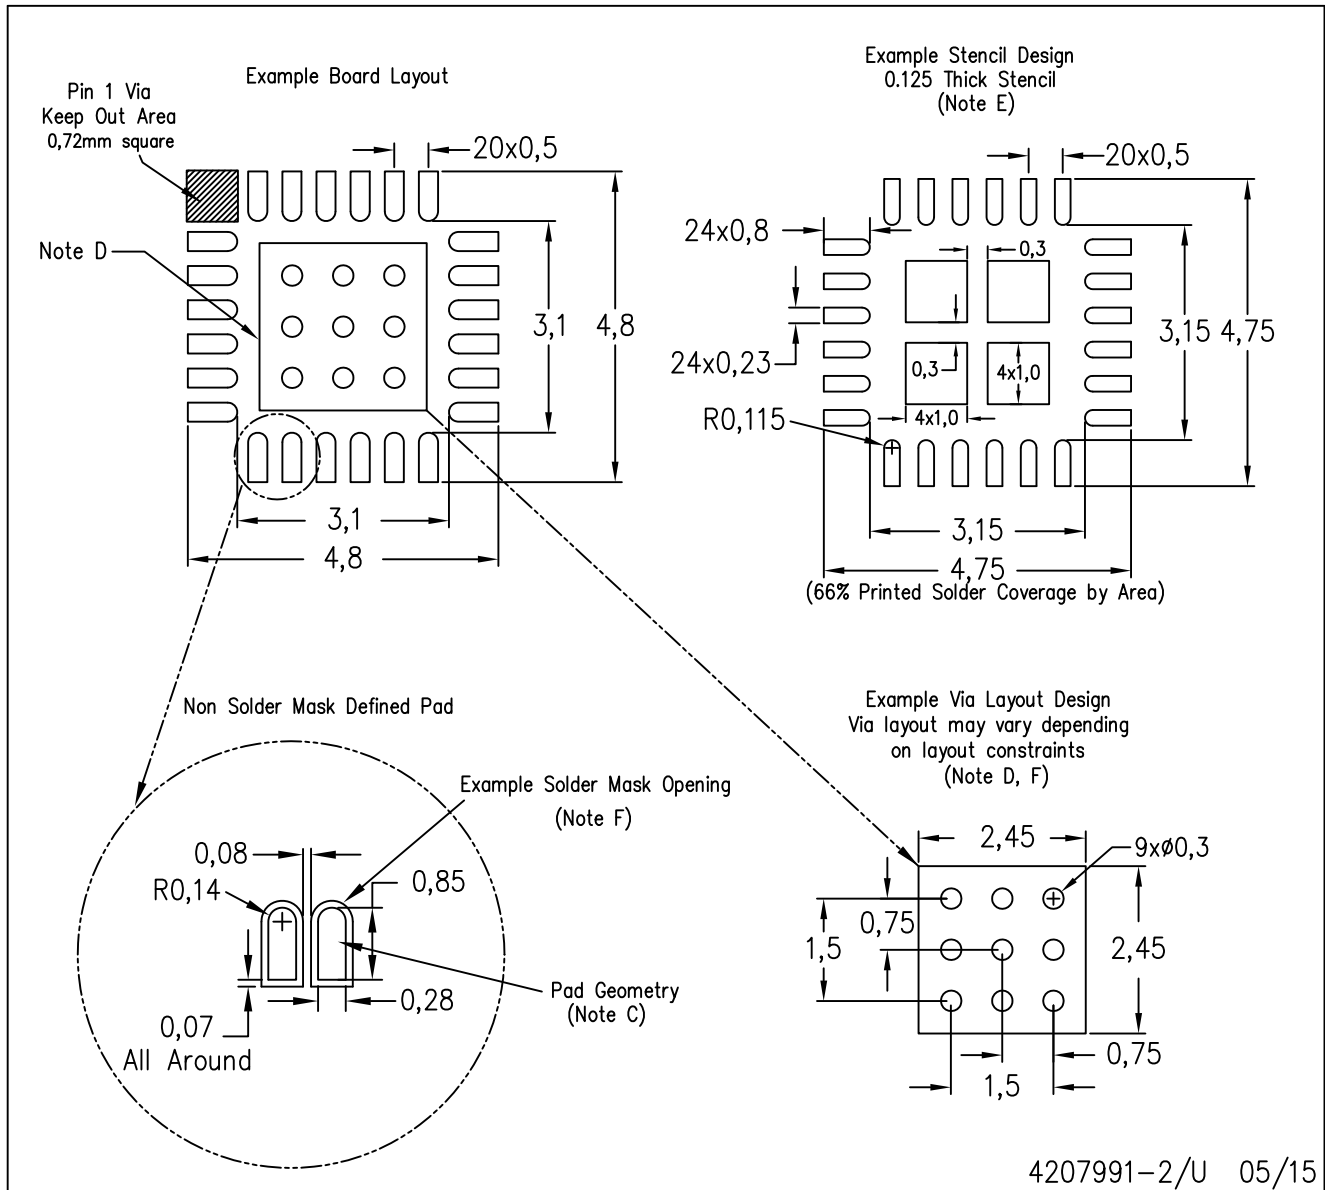 Example Board Layout
Pin 1 Via
Keep Out Area
0,72mm square
20x0,5
Note D
3,1
4,8
3,1
4,8
Example Stencil Design
0.125 Thick Stencil
(Note E)
20x0,5
24x0,8
0,3
3,15
4,75
24x0,23
0,3
4x1,0
4x1,0
R0,115
3,15
4,75
(66% Printed Solder Coverage by Area)
Non Solder Mask Defined Pad
Example Solder Mask Opening
(Note F)
0,08
R0,14
0,85
0,28
Pad Geometry
(Note C)
0,07
All Around
Example Via Layout Design
Via layout may vary depending
on layout constraints
(Note D, F)
2,45
9xø0,3
0,75
1,5
2,45
0,75
1,5
4207991-2/U 05/15